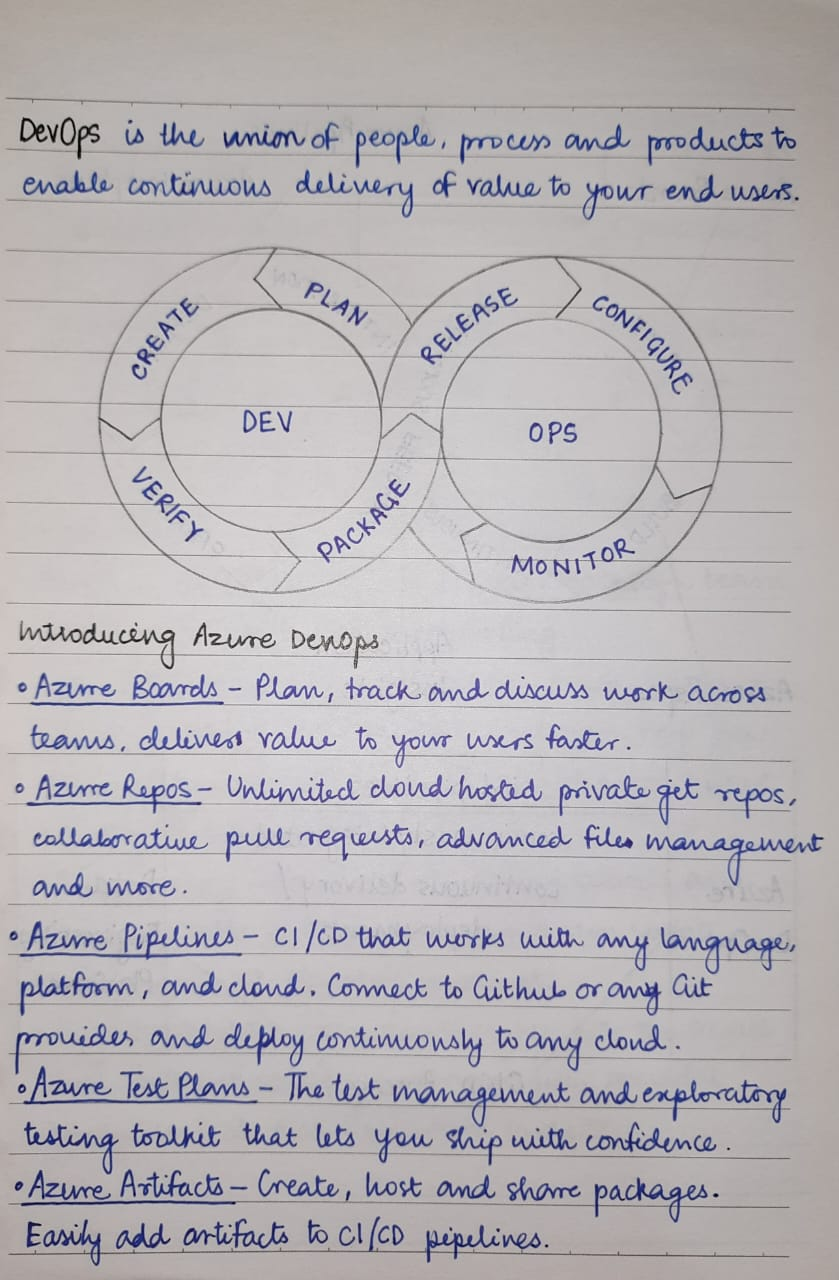 DevOps is the union of people, process and products to
enable continuous delivery of value to your end users.
PLAN
CREATE
VERIFY
PACKAGE
DEV
RELEASE
CONFIGURE
MONITOR
OPS
Introducing Azure DevOps
• Azure Boards - Plan, track and discuss work across
teams, deliver value to your users faster.
• Azure Repos - Unlimited cloud hosted private get repos,
collaborative pull requests, advanced file management
and more.
• Azure Pipelines - CI/CD that works with any language,
platform, and cloud. Connect to Github or any Git
provider and deploy continuously to any cloud.
• Azure Test Plans - The test management and exploratory
testing toolkit that lets you ship with confidence.
• Azure Artifacts - Create, host and share packages.
Easily add artifacts to CI/CD pipelines.